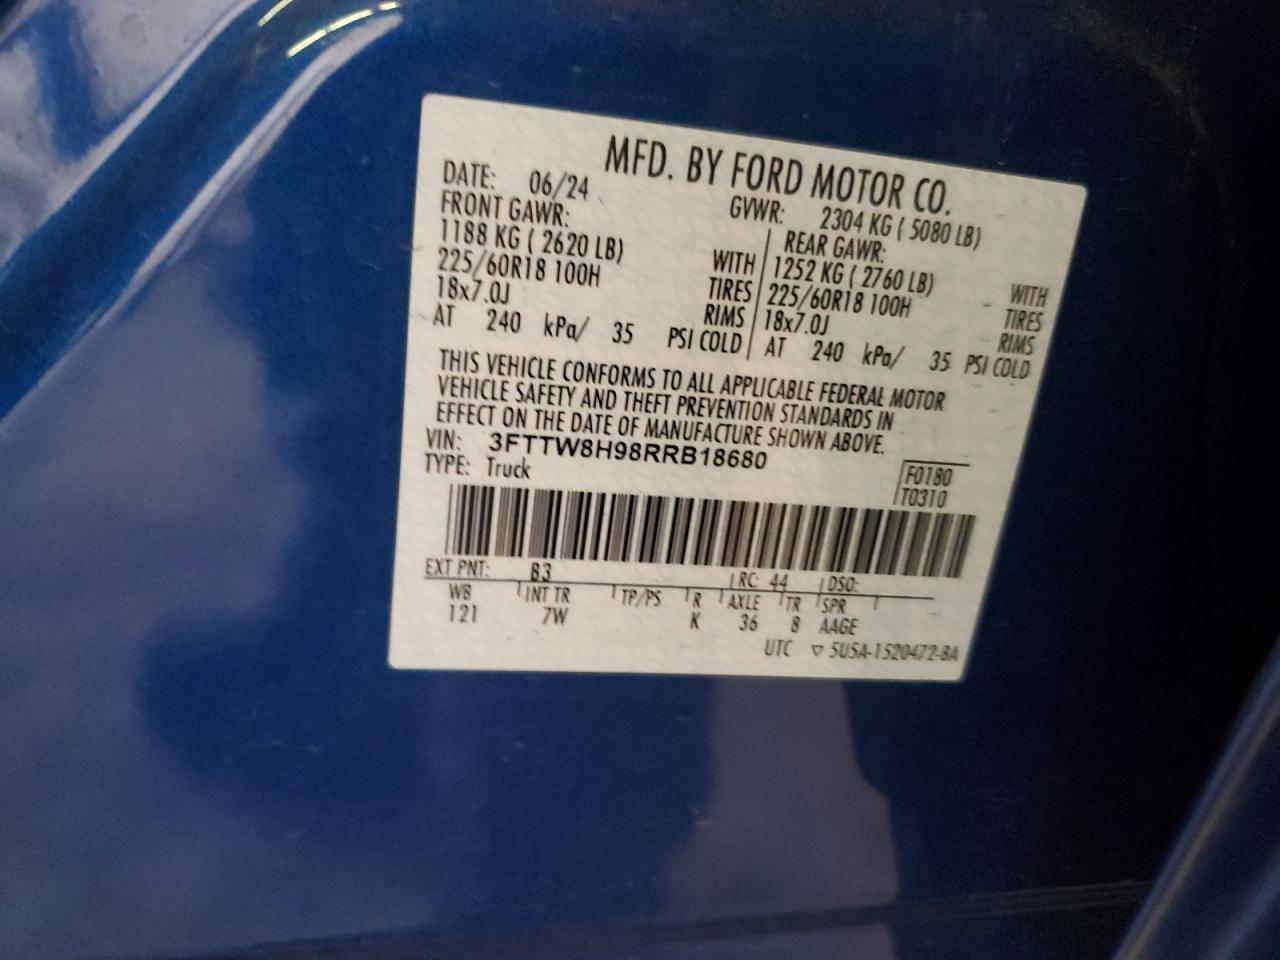 MFD. BY FORD MOTOR CO.
DATE: 06/24 GVWR: 2304 KG ( 5080 LB)
FRONT GAWR: REAR GAWR:
1188 KG ( 2620 LB) WITH 1252 KG ( 2760 LB) WITH
225/60R18 100H TIRES 225/60R18 100H TIRES
18x7.0J RIMS 18x7.0J RIMS
AT 240 kPa/ 35 PSI COLD AT 240 kPa/ 35 PSI COLD
THIS VEHICLE CONFORMS TO ALL APPLICABLE FEDERAL MOTOR
VEHICLE SAFETY AND THEFT PREVENTION STANDARDS IN
EFFECT ON THE DATE OF MANUFACTURE SHOWN ABOVE.
VIN: 3FTTW8H98RRB18680
TYPE: Truck F0180
T0310
EXT PNT: B3 RC: 44 DSO:
WB INT TR TP/PS R AXLE TR SPR
121 7W K 36 8 AAGE
UTC ▽ 5U5A-1520472-BA